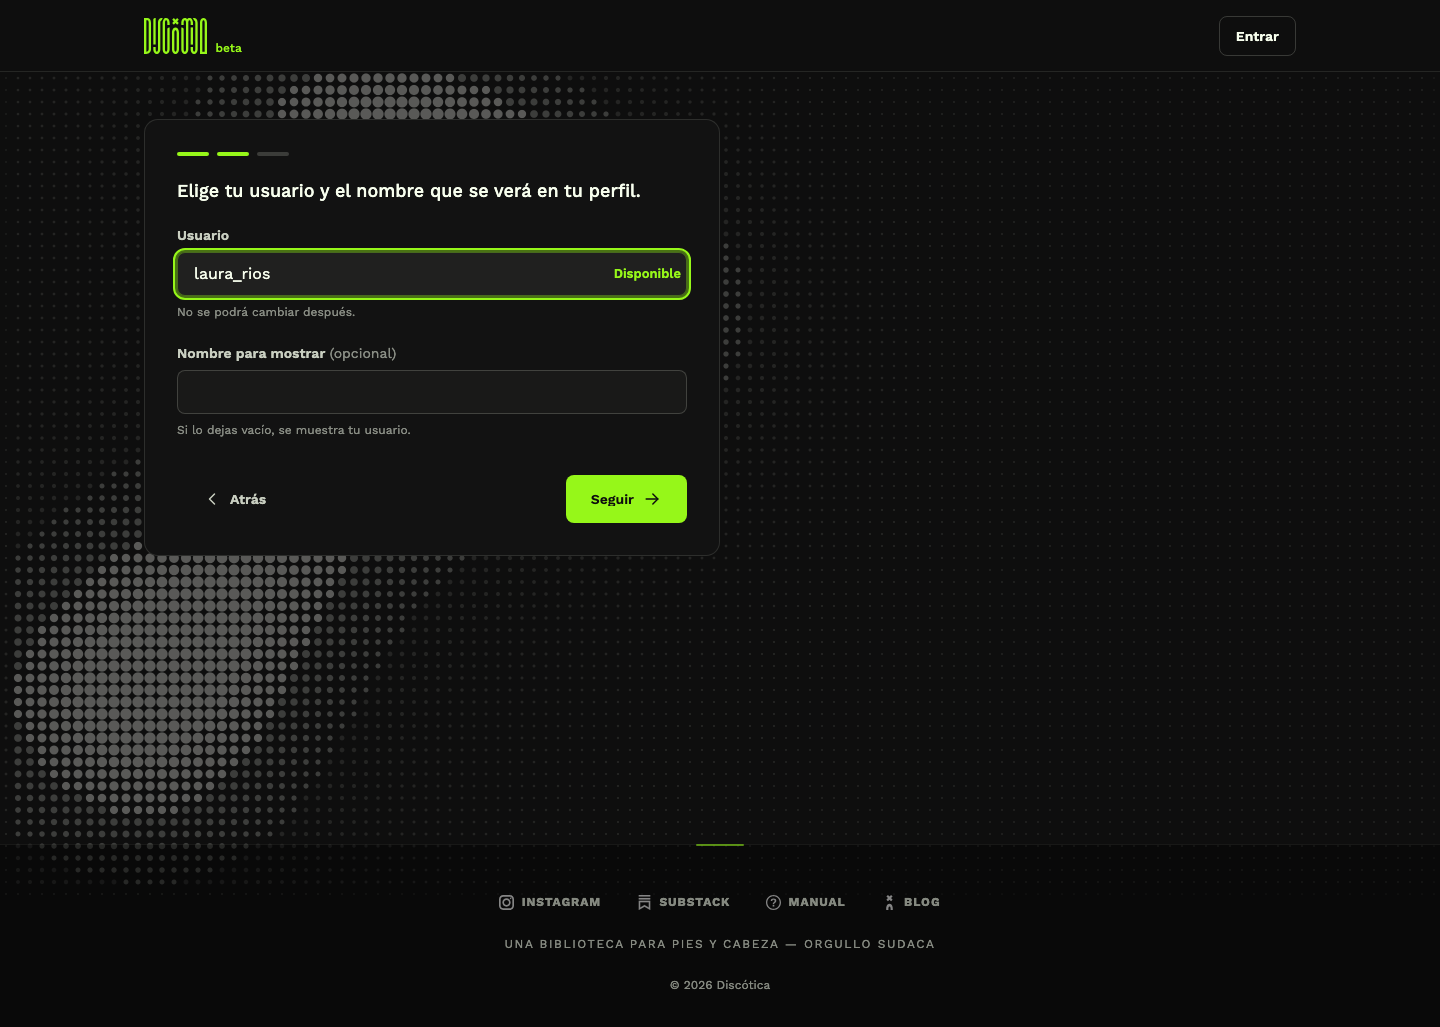 DISCÓTICA beta
Entrar
Elige tu usuario y el nombre que se verá en tu perfil.
Usuario
laura_rios
Disponible
No se podrá cambiar después.
Nombre para mostrar (opcional)
Si lo dejas vacío, se muestra tu usuario.
Atrás
Seguir
INSTAGRAM
SUBSTACK
MANUAL
BLOG
UNA BIBLIOTECA PARA PIES Y CABEZA — ORGULLO SUDACA
© 2026 Discótica